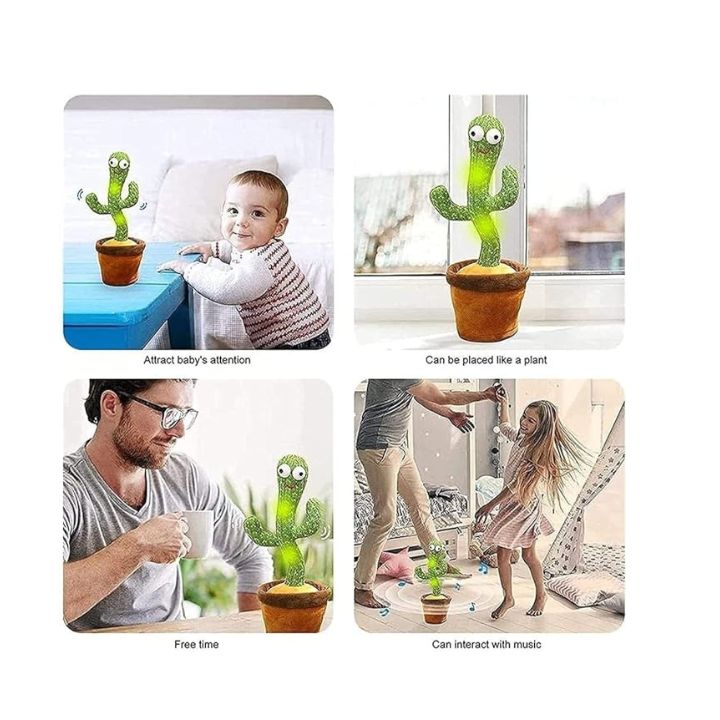 Attract baby's attention
Can be placed like a plant
Free time
Can interact with music